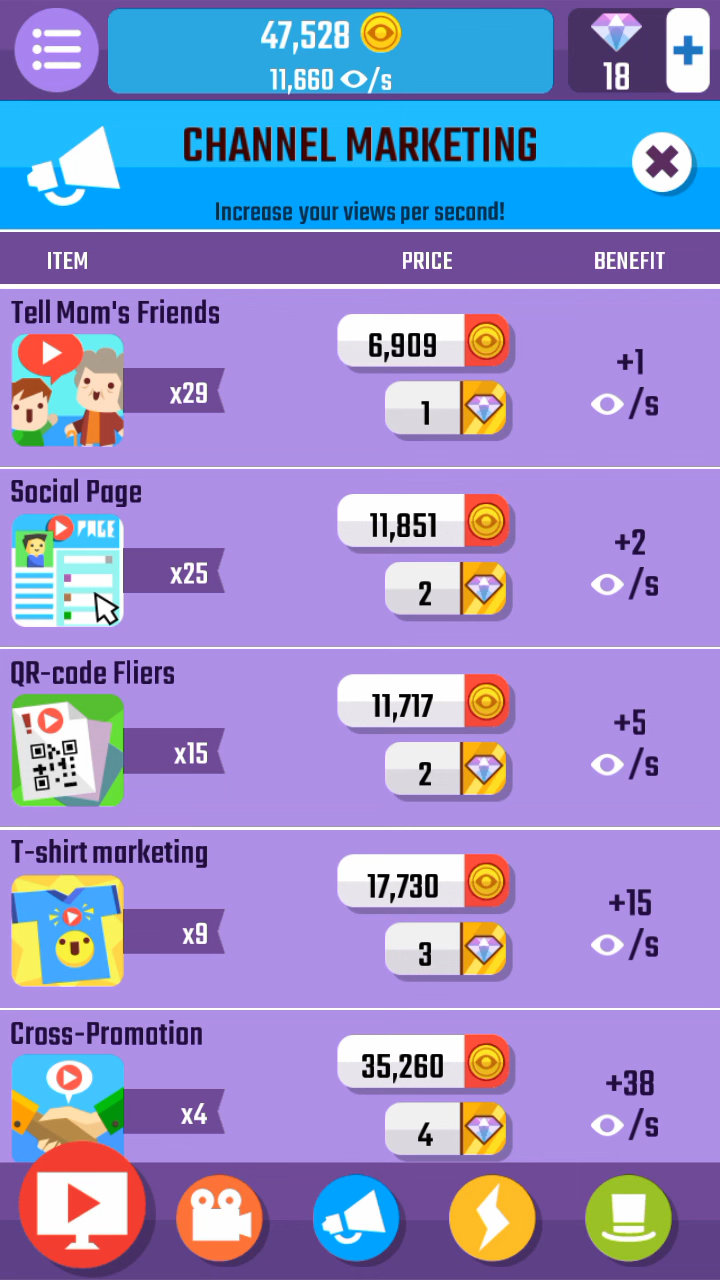 47,528
11,660 /s
18
CHANNEL MARKETING
Increase your views per second!
ITEM PRICE BENEFIT
Tell Mom's Friends
x29
6,909
1
+1
/s
Social Page
PAGE
x25
11,851
2
+2
/s
QR-code Fliers
x15
11,717
2
+5
/s
T-shirt marketing
x9
17,730
3
+15
/s
Cross-Promotion
x4
35,260
4
+38
/s